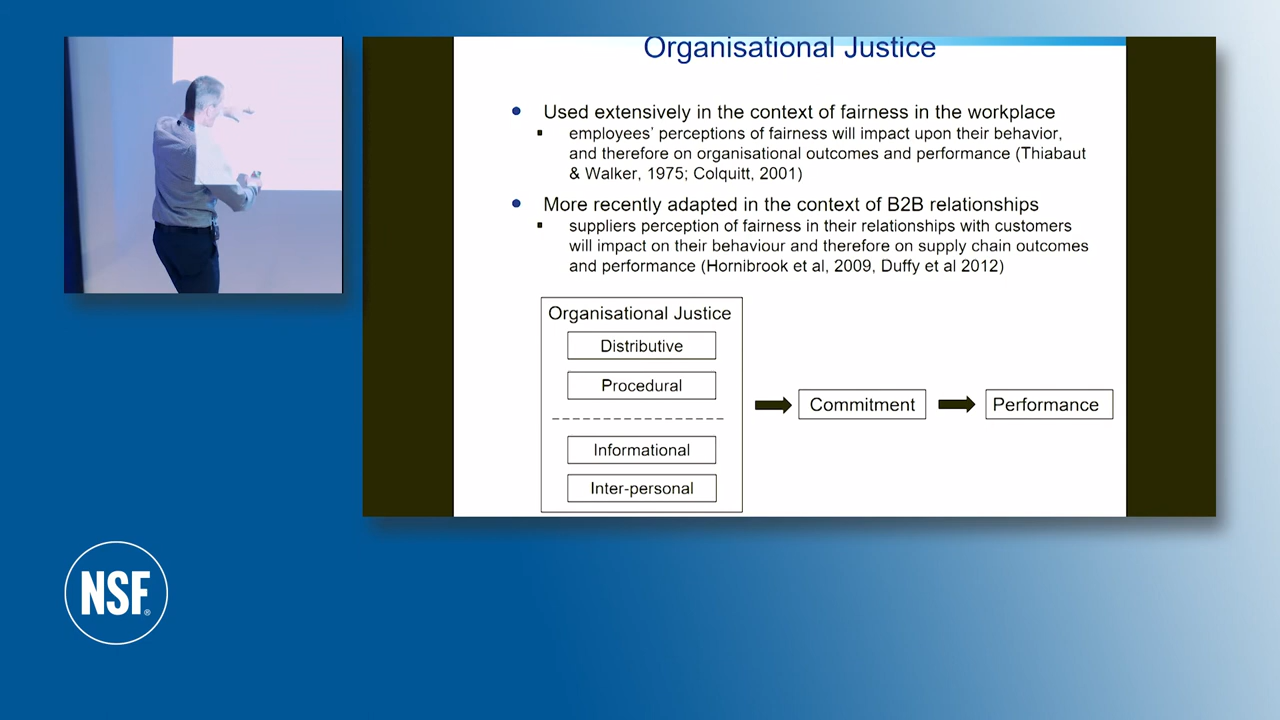 Organisational Justice
• Used extensively in the context of fairness in the workplace
▪ employees' perceptions of fairness will impact upon their behavior,
and therefore on organisational outcomes and performance (Thiabaut
& Walker, 1975; Colquitt, 2001)
• More recently adapted in the context of B2B relationships
▪ suppliers perception of fairness in their relationships with customers
will impact on their behaviour and therefore on supply chain outcomes
and performance (Hornibrook et al, 2009, Duffy et al 2012)
Organisational Justice
Distributive
Procedural
Informational
Inter-personal
Commitment
Performance
NSF®